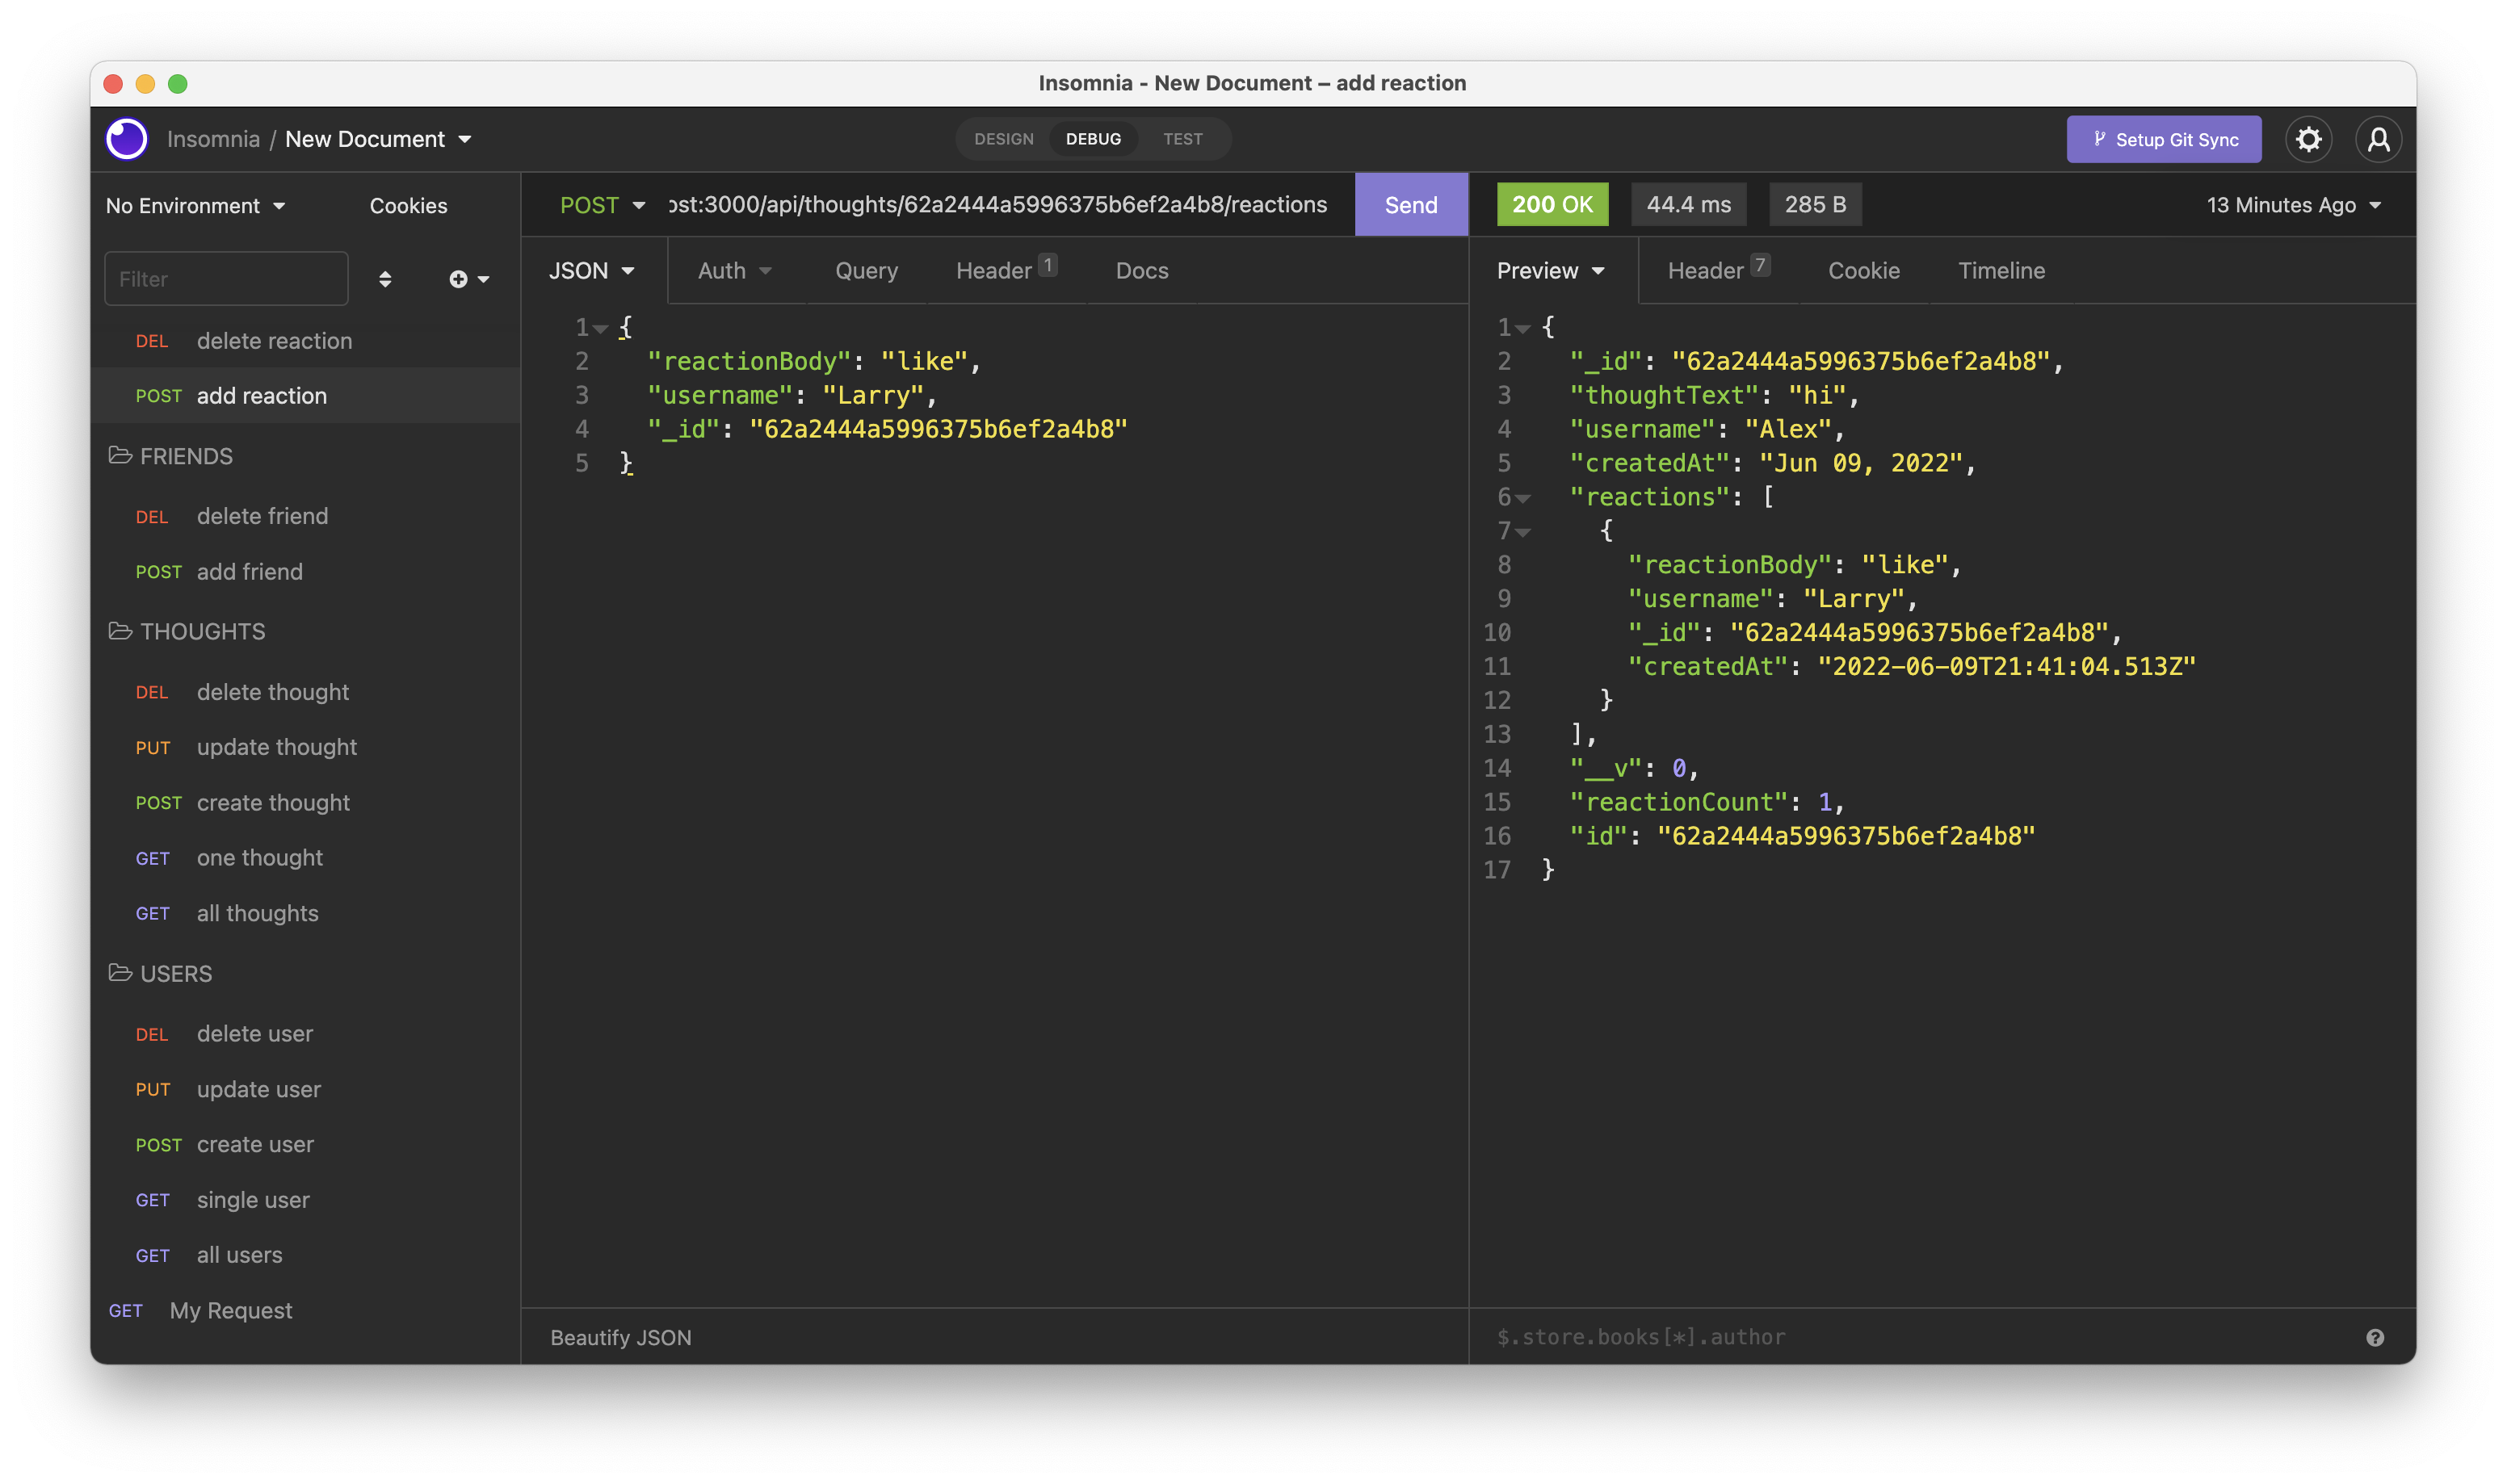 Insomnia - New Document – add reaction
Insomnia / New Document
DESIGN DEBUG TEST
Setup Git Sync
No Environment Cookies
Filter
DEL delete reaction
POST add reaction
FRIENDS
DEL delete friend
POST add friend
THOUGHTS
DEL delete thought
PUT update thought
POST create thought
GET one thought
GET all thoughts
USERS
DEL delete user
PUT update user
POST create user
GET single user
GET all users
GET My Request
POST ost:3000/api/thoughts/62a2444a5996375b6ef2a4b8/reactions Send
JSON Auth Query Header 1 Docs
1 {
2 "reactionBody": "like",
3 "username": "Larry",
4 "_id": "62a2444a5996375b6ef2a4b8"
5 }
Beautify JSON
200 OK 44.4 ms 285 B 13 Minutes Ago
Preview Header 7 Cookie Timeline
1 {
2 "_id": "62a2444a5996375b6ef2a4b8",
3 "thoughtText": "hi",
4 "username": "Alex",
5 "createdAt": "Jun 09, 2022",
6 "reactions": [
7 {
8 "reactionBody": "like",
9 "username": "Larry",
10 "_id": "62a2444a5996375b6ef2a4b8",
11 "createdAt": "2022-06-09T21:41:04.513Z"
12 }
13 ],
14 "__v": 0,
15 "reactionCount": 1,
16 "id": "62a2444a5996375b6ef2a4b8"
17 }
$.store.books[*].author